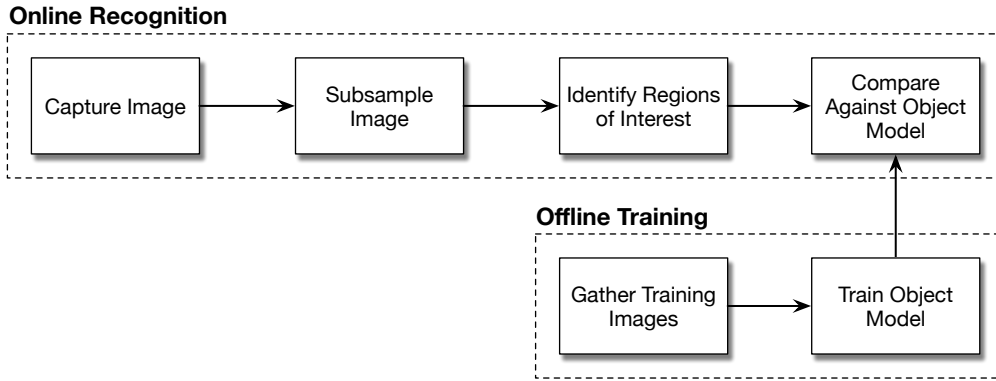 Online Recognition
Capture Image
Subsample
Image
Identify Regions
of Interest
Compare
Against Object
Model
Offline Training
Gather Training
Images
Train Object
Model